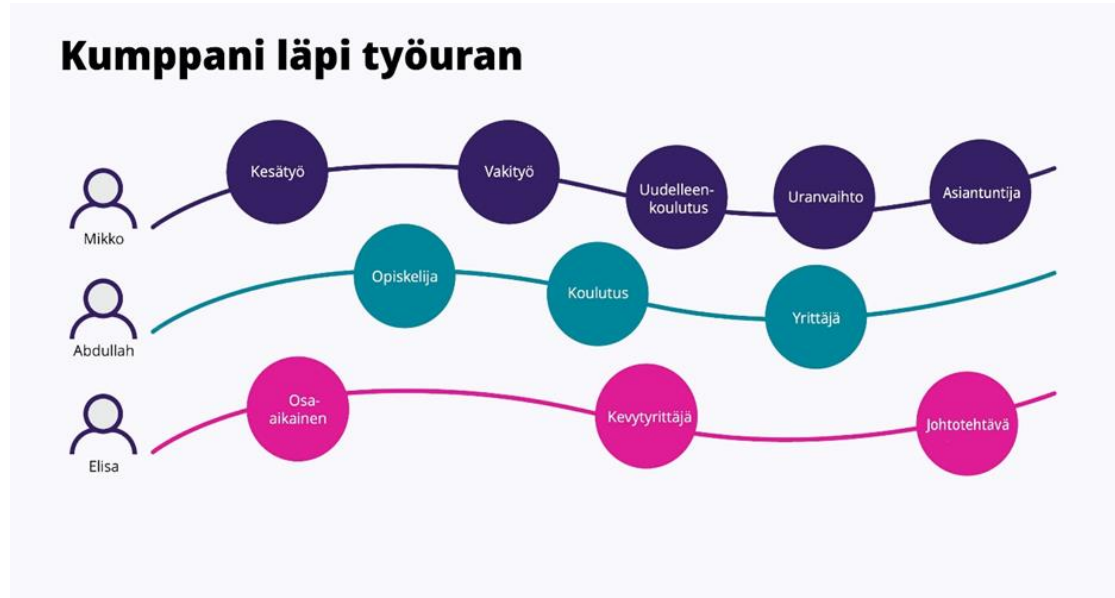 Kumppani läpi työuran
Mikko
Kesätyö
Vakityö
Uudelleen-
koulutus
Uranvaihto
Asiantuntija
Abdullah
Opiskelija
Koulutus
Yrittäjä
Elisa
Osa-
aikainen
Kevytyrittäjä
Johtotehtävä